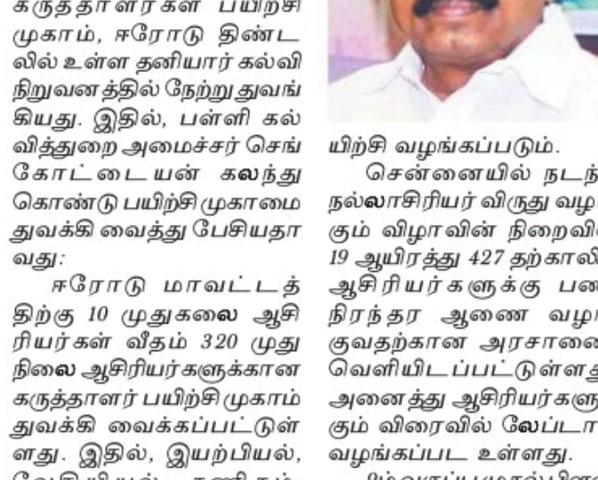 கருத்தாளர்கள் பயிற்சி
முகாம், ஈரோடு திண்ட
லில் உள்ள தனியார் கல்வி
நிறுவனத்தில் நேற்று துவங்
கியது. இதில், பள்ளி கல்
வித்துறை அமைச்சர் செங்
கோட்டையன் கலந்து
கொண்டு பயிற்சி முகாமை
துவக்கி வைத்து பேசியதா
வது:
ஈரோடு மாவட்டத்
திற்கு 10 முதுகலை ஆசி
ரியர்கள் வீதம் 320 முது
நிலை ஆசிரியர்களுக்கான
கருத்தாளர் பயிற்சி முகாம்
துவக்கி வைக்கப்பட்டுள்
ளது. இதில், இயற்பியல்,
யிற்சி வழங்கப்படும்.
சென்னையில் நடந்
நல்லாசிரியர் விருது வழ
கும் விழாவின் நிறைவி
19 ஆயிரத்து 427 தற்காலி
ஆசிரியர்களுக்கு பண
நிரந்தர ஆணை வழ
குவதற்கான அரசாணை
வெளியிடப்பட்டுள்ளத
அனைத்து ஆசிரியர்களு
கும் விரைவில் லேப்டா
வழங்கப்பட உள்ளது.